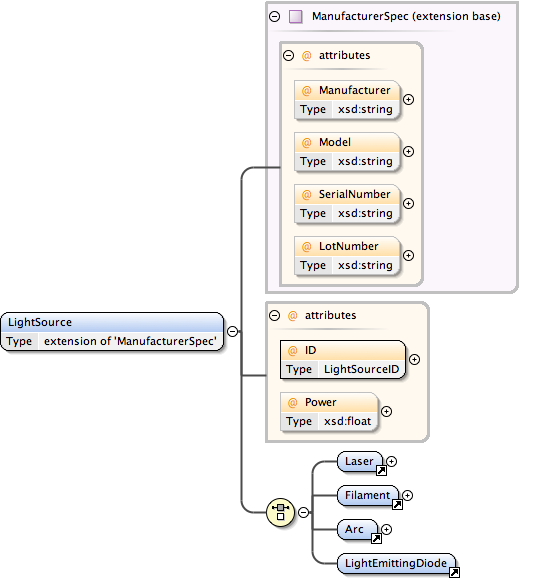 ManufacturerSpec (extension base)
@ attributes
@ Manufacturer
Type xsd:string
@ Model
Type xsd:string
@ SerialNumber
Type xsd:string
@ LotNumber
Type xsd:string
LightSource
Type extension of 'ManufacturerSpec'
@ attributes
@ ID
Type LightSourceID
@ Power
Type xsd:float
Laser
Filament
Arc
LightEmittingDiode